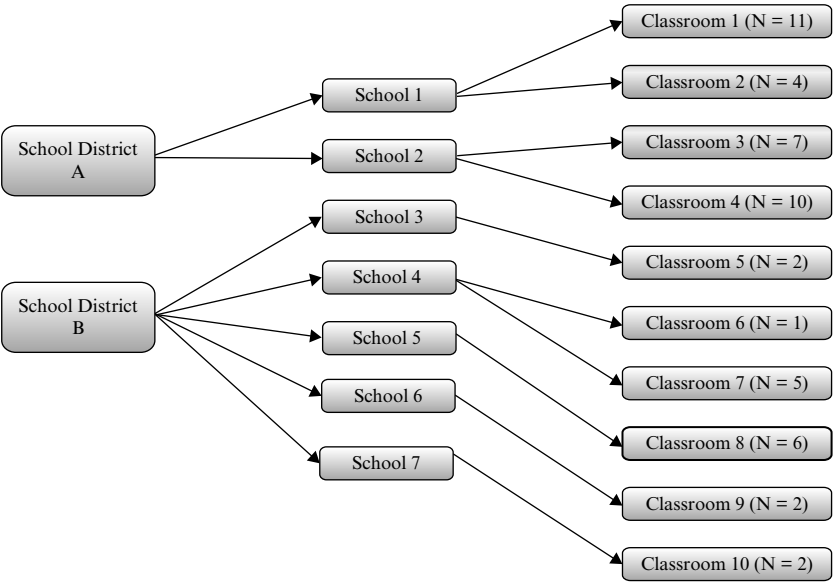 School District
A
School District
B
School 1
School 2
School 3
School 4
School 5
School 6
School 7
Classroom 1 (N = 11)
Classroom 2 (N = 4)
Classroom 3 (N = 7)
Classroom 4 (N = 10)
Classroom 5 (N = 2)
Classroom 6 (N = 1)
Classroom 7 (N = 5)
Classroom 8 (N = 6)
Classroom 9 (N = 2)
Classroom 10 (N = 2)